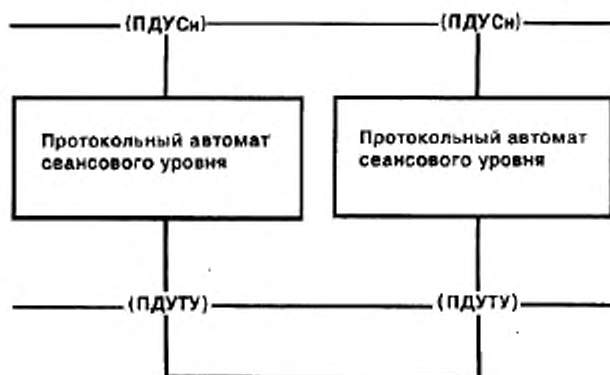 (ПДУСн) (ПДУСн)
Протокольный автомат
сеансового уровня
Протокольный автомат
сеансового уровня
(ПДУТУ) (ПДУТУ)